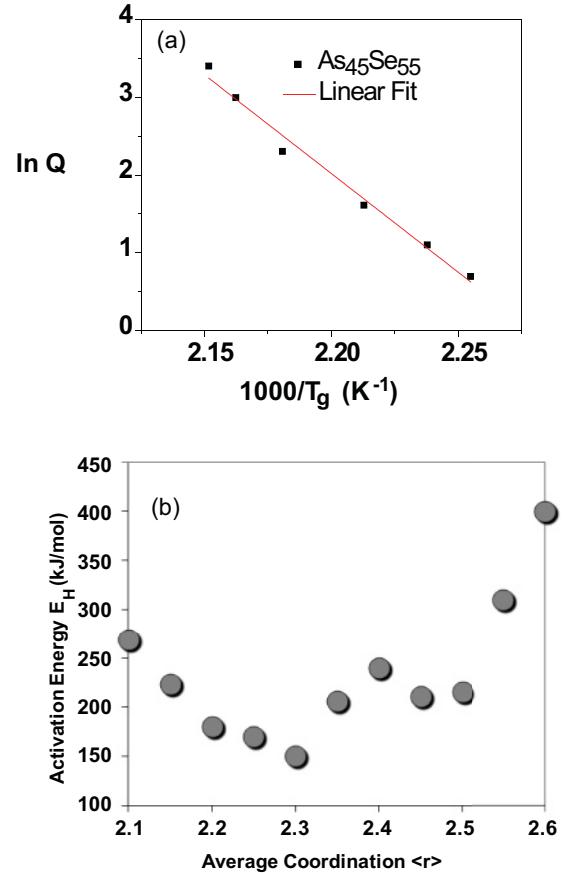 (a)
As45Se55
Linear Fit
ln Q
4
3
2
1
0
2.15 2.20 2.25
1000/Tg (K-1)
(b)
Activation Energy EH (kJ/mol)
450
400
350
300
250
200
150
100
2.1 2.2 2.3 2.4 2.5 2.6
Average Coordination <r>